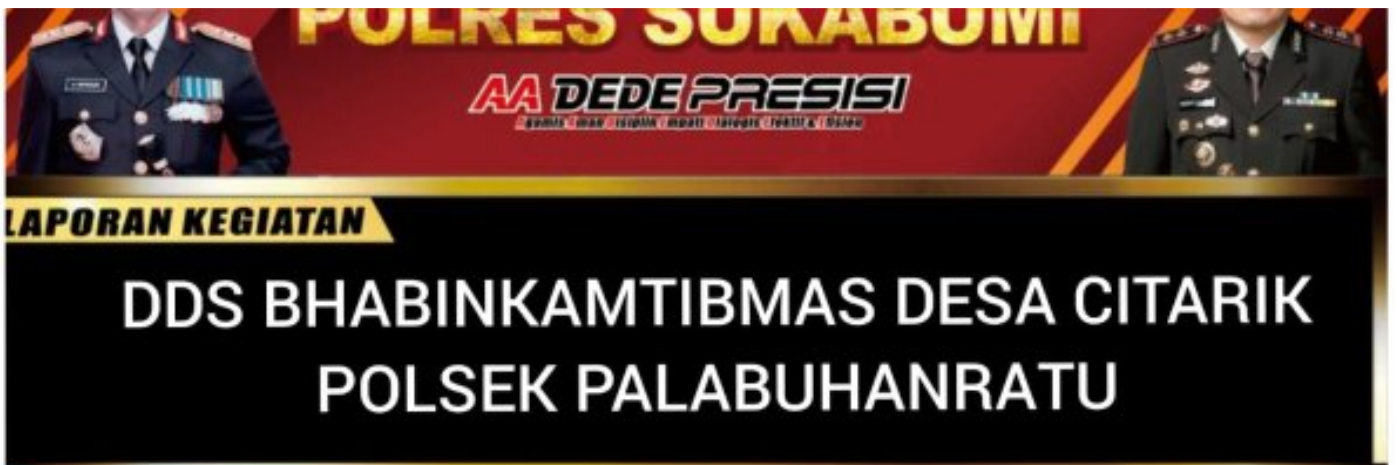 POLRES SUKABUMI
AA DEDE PRESISI
LAPORAN KEGIATAN
DDS BHABINKAMTIBMAS DESA CITARIK
POLSEK PALABUHANRATU